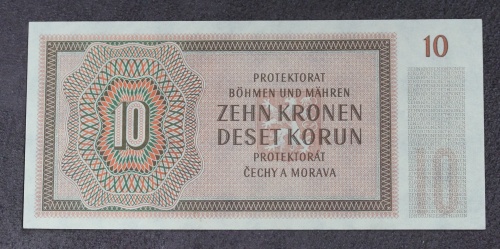 10
10
PROTEKTORAT
BÖHMEN UND MÄHREN
ZEHN KRONEN
DESET KORUN
PROTEKTORÁT
ČECHY A MORAVA
10